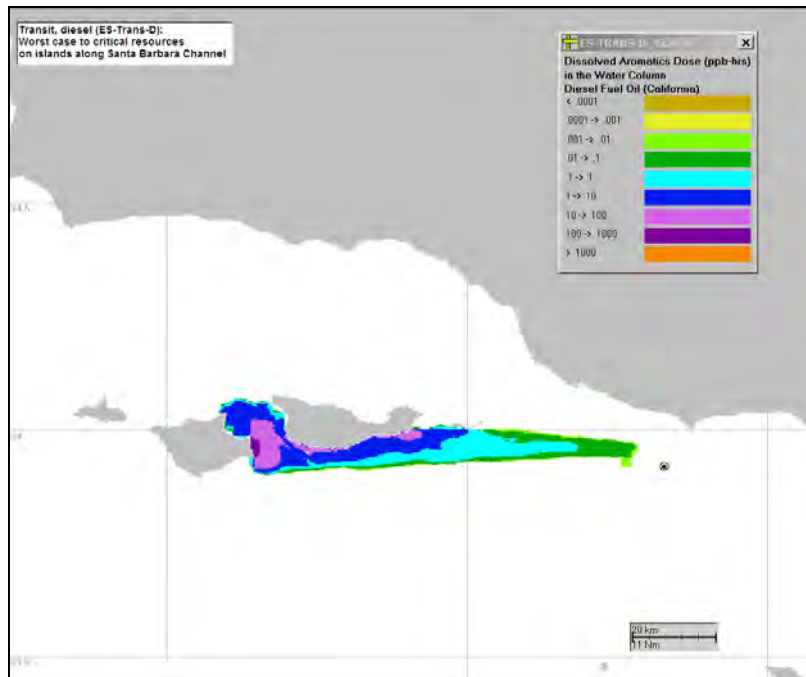 Transit, diesel (ES-Trans-D):
Worst case to critical resources
on islands along Santa Barbara Channel
Dissolved Aromatics Dose (ppb-hrs)
in the Water Column
Diesel Fuel Oil (California)
< .0001
.0001 -> .001
.001 -> .01
.01 -> .1
.1 -> 1
1 -> 10
10 -> 100
100 -> 1000
> 1000
20 km
11 Nm